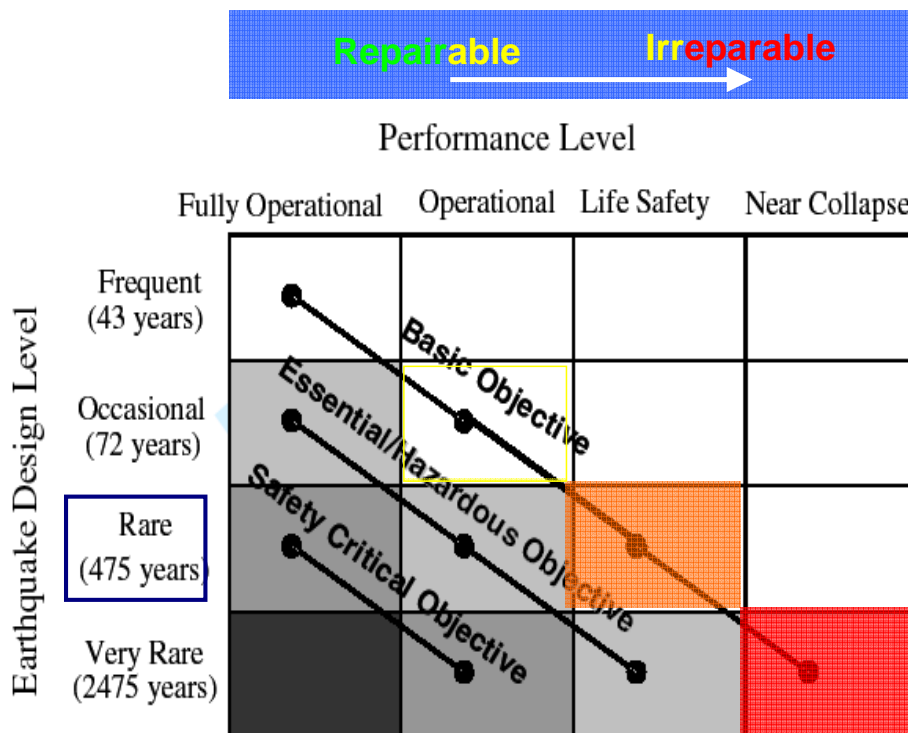 Repairable
Irreparable
Performance Level
Fully Operational
Operational
Life Safety
Near Collapse
Earthquake Design Level
Frequent
(43 years)
Occasional
(72 years)
Rare
(475 years)
Very Rare
(2475 years)
Basic Objective
Essential/Hazardous Objective
Safety Critical Objective